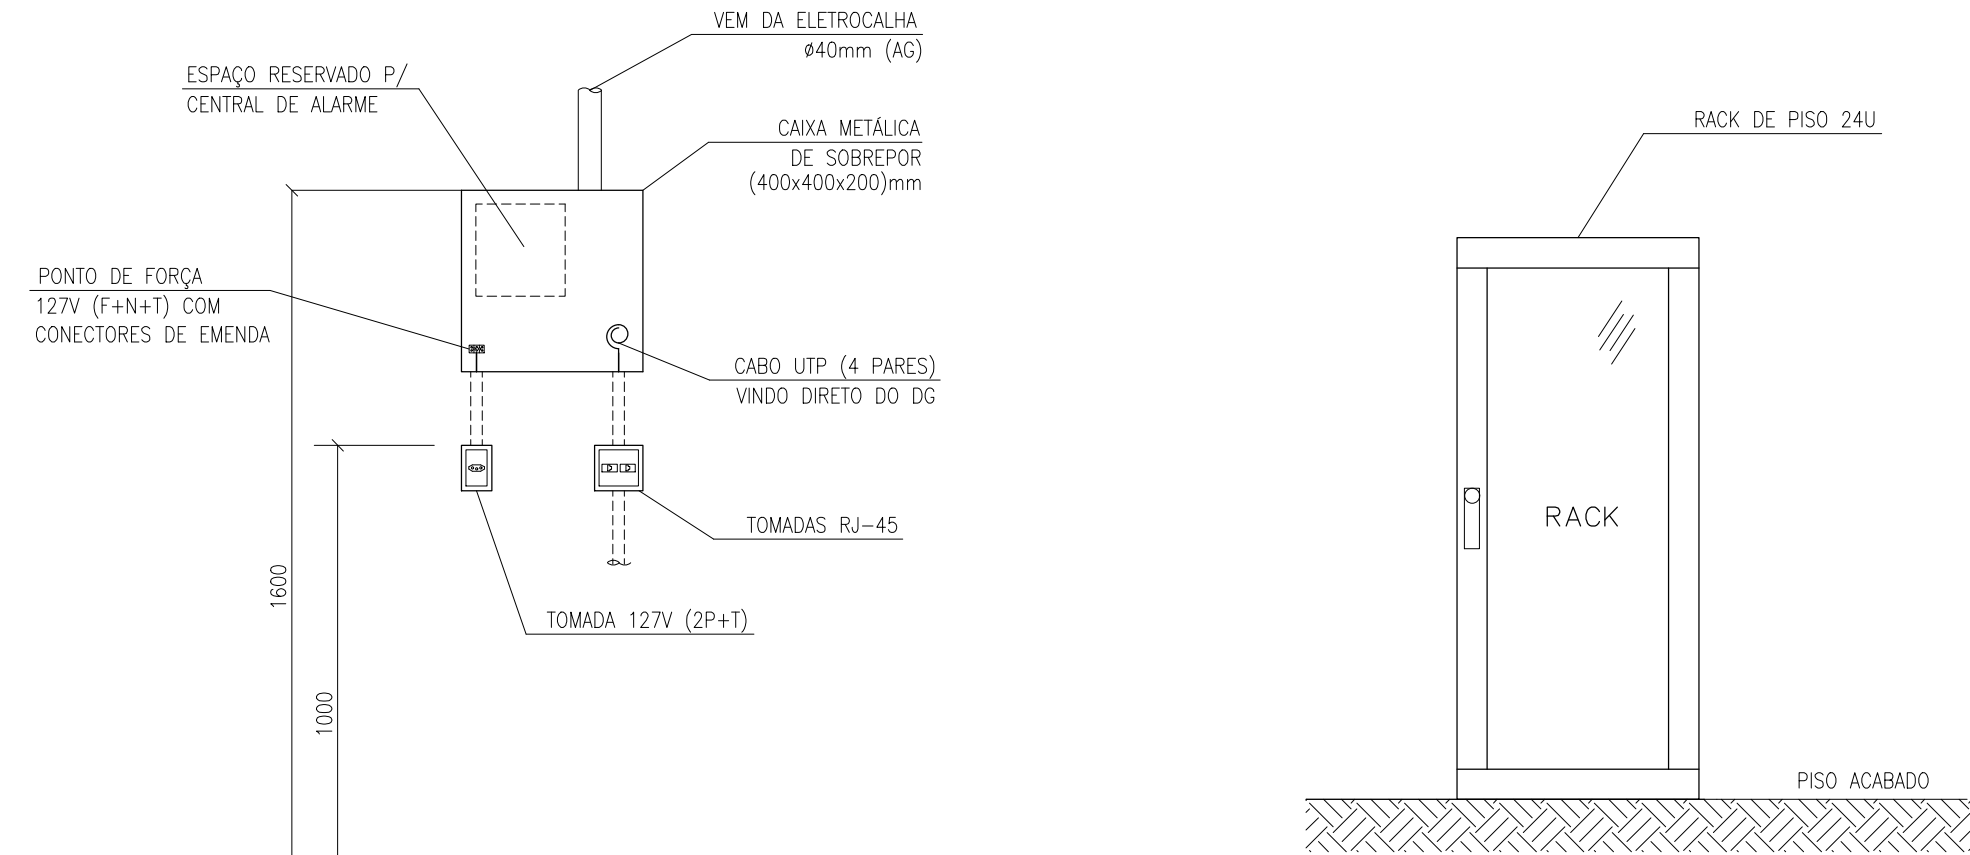 VEM DA ELETROCALHA
ø40mm (AG)
ESPAÇO RESERVADO P/
CENTRAL DE ALARME
CAIXA METÁLICA
DE SOBREPOR
(400x400x200)mm
RACK DE PISO 24U
PONTO DE FORÇA
127V (F+N+T) COM
CONECTORES DE EMENDA
CABO UTP (4 PARES)
VINDO DIRETO DO DG
TOMADAS RJ-45
RACK
1600
TOMADA 127V (2P+T)
1000
PISO ACABADO